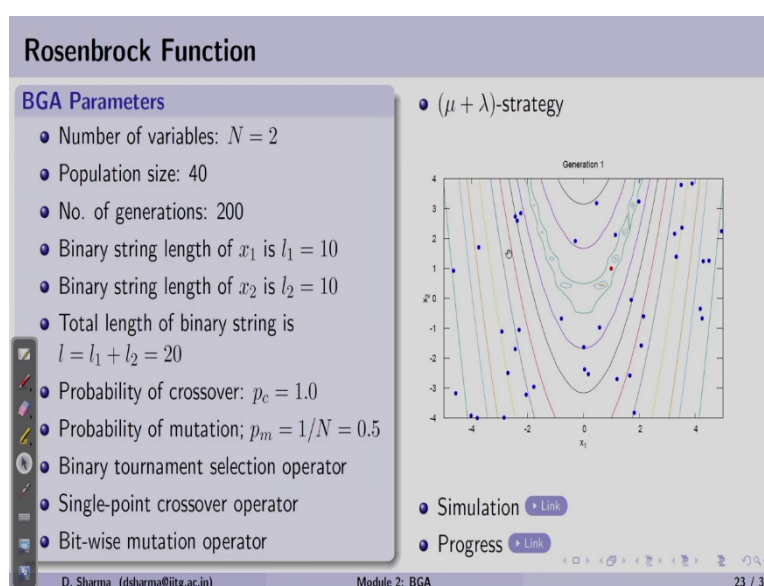 Rosenbrock Function
BGA Parameters
Number of variables: N = 2
Population size: 40
No. of generations: 200
Binary string length of x₁ is l₁ = 10
Binary string length of x₂ is l₂ = 10
Total length of binary string is
l = l₁ + l₂ = 20
Probability of crossover: p_c = 1.0
Probability of mutation; p_m = 1/N = 0.5
Binary tournament selection operator
Single-point crossover operator
Bit-wise mutation operator
(μ + λ)-strategy
Generation 1
4
3
2
1
0
-1
-2
-3
-4
x₂
-4 -2 0 2 4
x₁
Simulation Link
Progress Link
D. Sharma (dsharma@iitg.ac.in) Module 2: BGA 23 / 3